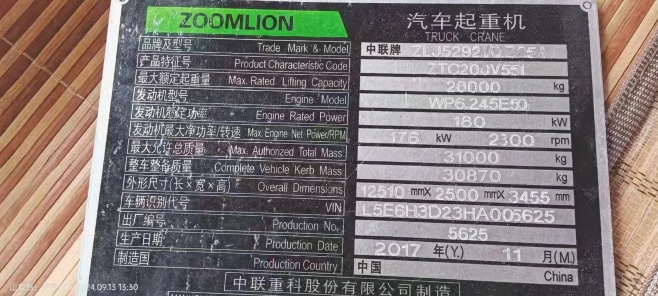 ZOOMLION 汽车起重机
TRUCK CRANE
品牌及型号 Trade Mark & Model 中联牌
产品特征号 Product Characteristic Code ZTC200V551
最大额定起重量 Max. Rated Lifting Capacity 20000 kg
发动机型号 Engine Model WP6.245E50
发动机额定功率 Engine Rated Power 180 kW
发动机最大净功率/转速 Max. Engine Net Power/RPM 176 kW 2300 rpm
最大允许总质量 Max. Authorized Total Mass 31000 kg
整车整备质量 Complete Vehicle Kerb Mass 30870 kg
外形尺寸(长×宽×高) Overall Dimensions 12510 mmX 2500 mmX 3455 mm
车辆识别代号 VIN L5E6H3D23HA005625
出厂编号 Production No. 5625
生产日期 Production Date 2017 年(Y.) 11 月(M.)
制造国 Production Country 中国 China
中联重科股份有限公司制造
13:30